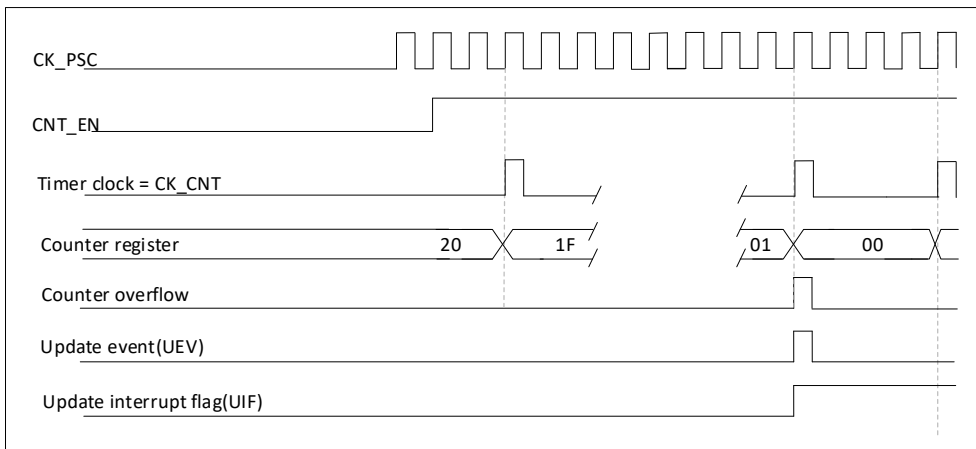 CK_PSC
CNT_EN
Timer clock = CK_CNT
Counter register 20 1F 01 00
Counter overflow
Update event(UEV)
Update interrupt flag(UIF)